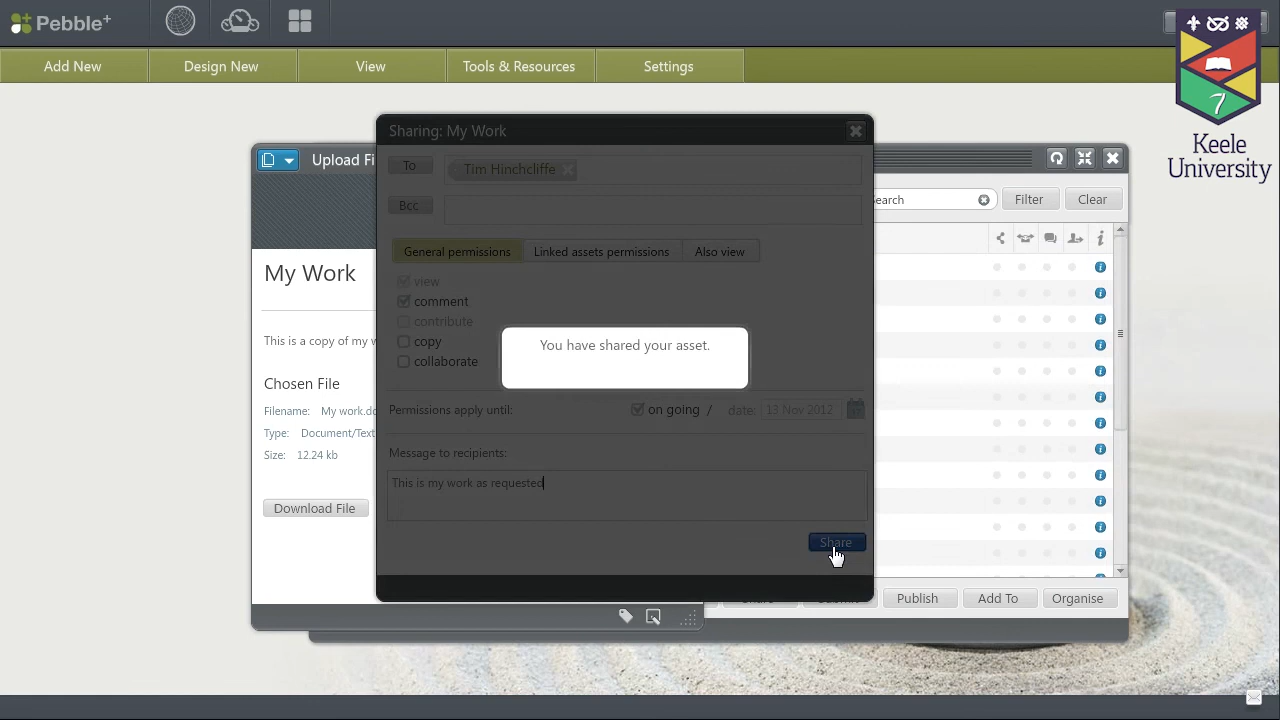 Pebble+
Add New
Design New
View
Tools & Resources
Settings
7
Keele
University
Sharing: My Work
To
Tim Hinchcliffe
Bcc
General permissions
Linked assets permissions
Also view
view
comment
contribute
copy
collaborate
You have shared your asset.
Permissions apply until:
on going /
date:
13 Nov 2012
Message to recipients:
This is my work as requested
Share
Upload Fi
My Work
This is a copy of my w
Chosen File
Filename: My work.do
Type: Document/Text
Size: 12.24 kb
Download File
earch
Filter
Clear
Publish
Add To
Organise